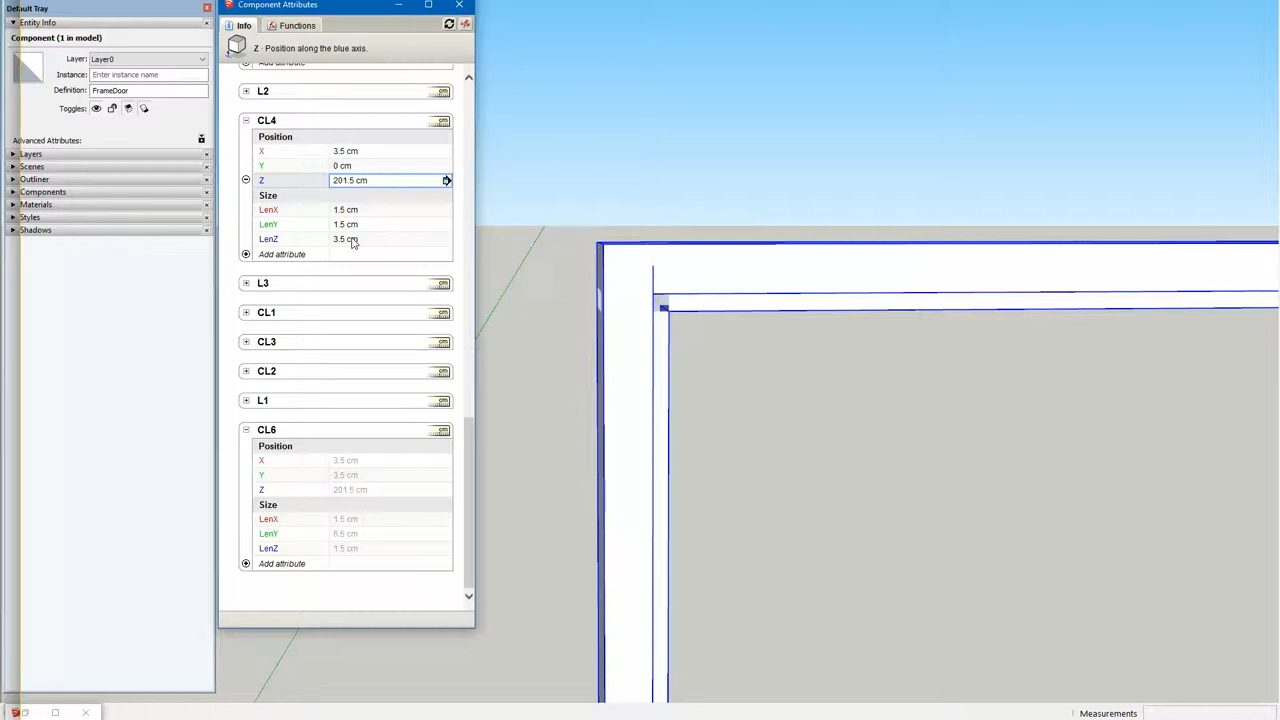 Default Tray
Entity Info
Component (1 in model)
Layer: Layer0
Instance: Enter instance name
Definition: FrameDoor
Toggles:
Advanced Attributes:
Layers
Scenes
Outliner
Components
Materials
Styles
Shadows
Component Attributes
Info
Functions
Z - Position along the blue axis.
Add attribute
L2
CL4
Position
X 3.5 cm
Y 0 cm
Z 201.5 cm
Size
LenX 1.5 cm
LenY 1.5 cm
LenZ 3.5 cm
Add attribute
L3
CL1
CL3
CL2
L1
CL6
Position
X 3.5 cm
Y 3.5 cm
Z 201.5 cm
Size
LenX 1.5 cm
LenY 6.5 cm
LenZ 1.5 cm
Add attribute
Measurements